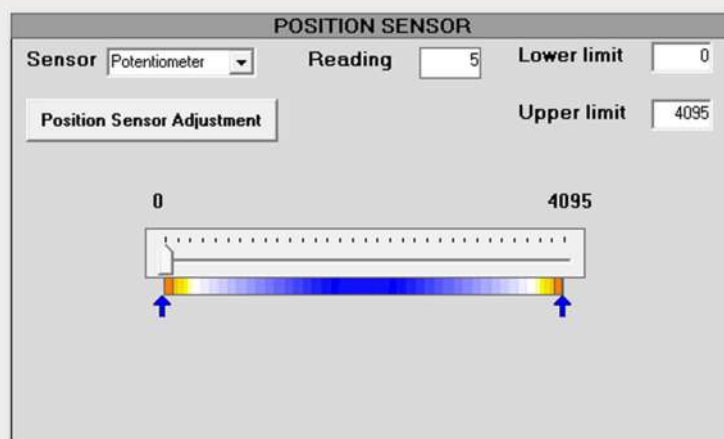 POSITION SENSOR
Sensor Potentiometer Reading 5 Lower limit 0
Position Sensor Adjustment Upper limit 4095
0 4095